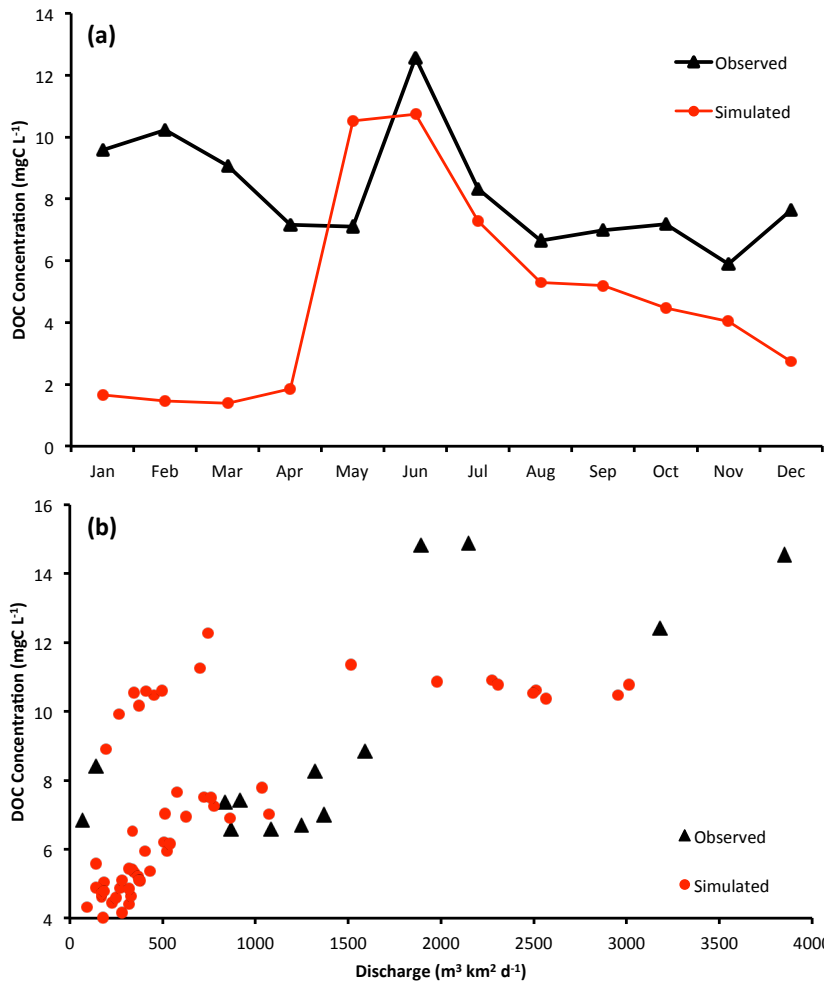 (a)
14
12
10
8
6
4
2
0
DOC Concentration (mgC L-1)
Observed
Simulated
Jan Feb Mar Apr May Jun Jul Aug Sep Oct Nov Dec
(b)
16
14
12
10
8
6
4
DOC Concentration (mgC L-1)
Observed
Simulated
0 500 1000 1500 2000 2500 3000 3500 400
Discharge (m3 km2 d-1)